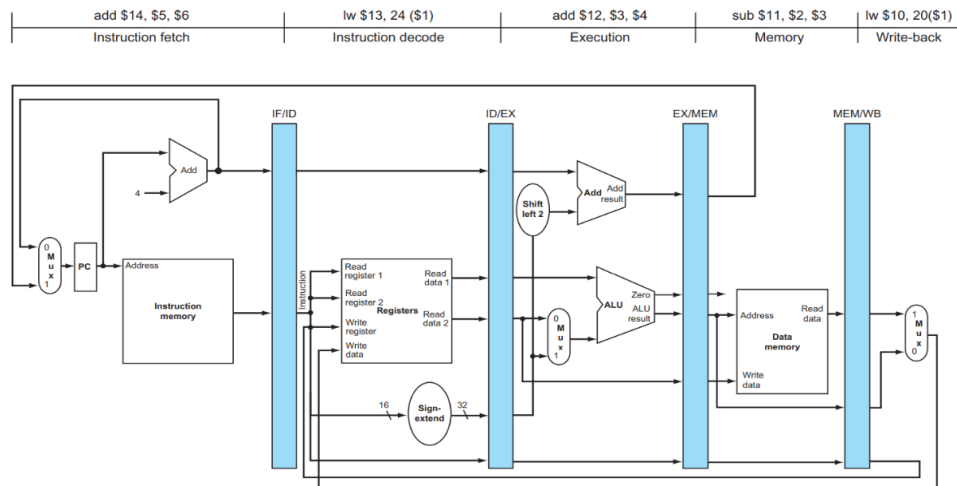 add $14, $5, $6
lw $13, 24 ($1)
add $12, $3, $4
sub $11, $2, $3
lw $10, 20($1)
Instruction fetch
Instruction decode
Execution
Memory
Write-back
IF/ID
ID/EX
EX/MEM
MEM/WB
Add
4
Shift
left 2
Add
Add
result
0
M
u
x
1
PC
Address
Instruction
memory
Instruction
Read
register 1
Read
register 2
Write
register
Write
data
Registers
Read
data 1
Read
data 2
0
M
u
x
1
ALU
Zero
ALU
result
Address
Write
data
Data
memory
Read
data
1
M
u
x
0
16
Sign-
extend
32